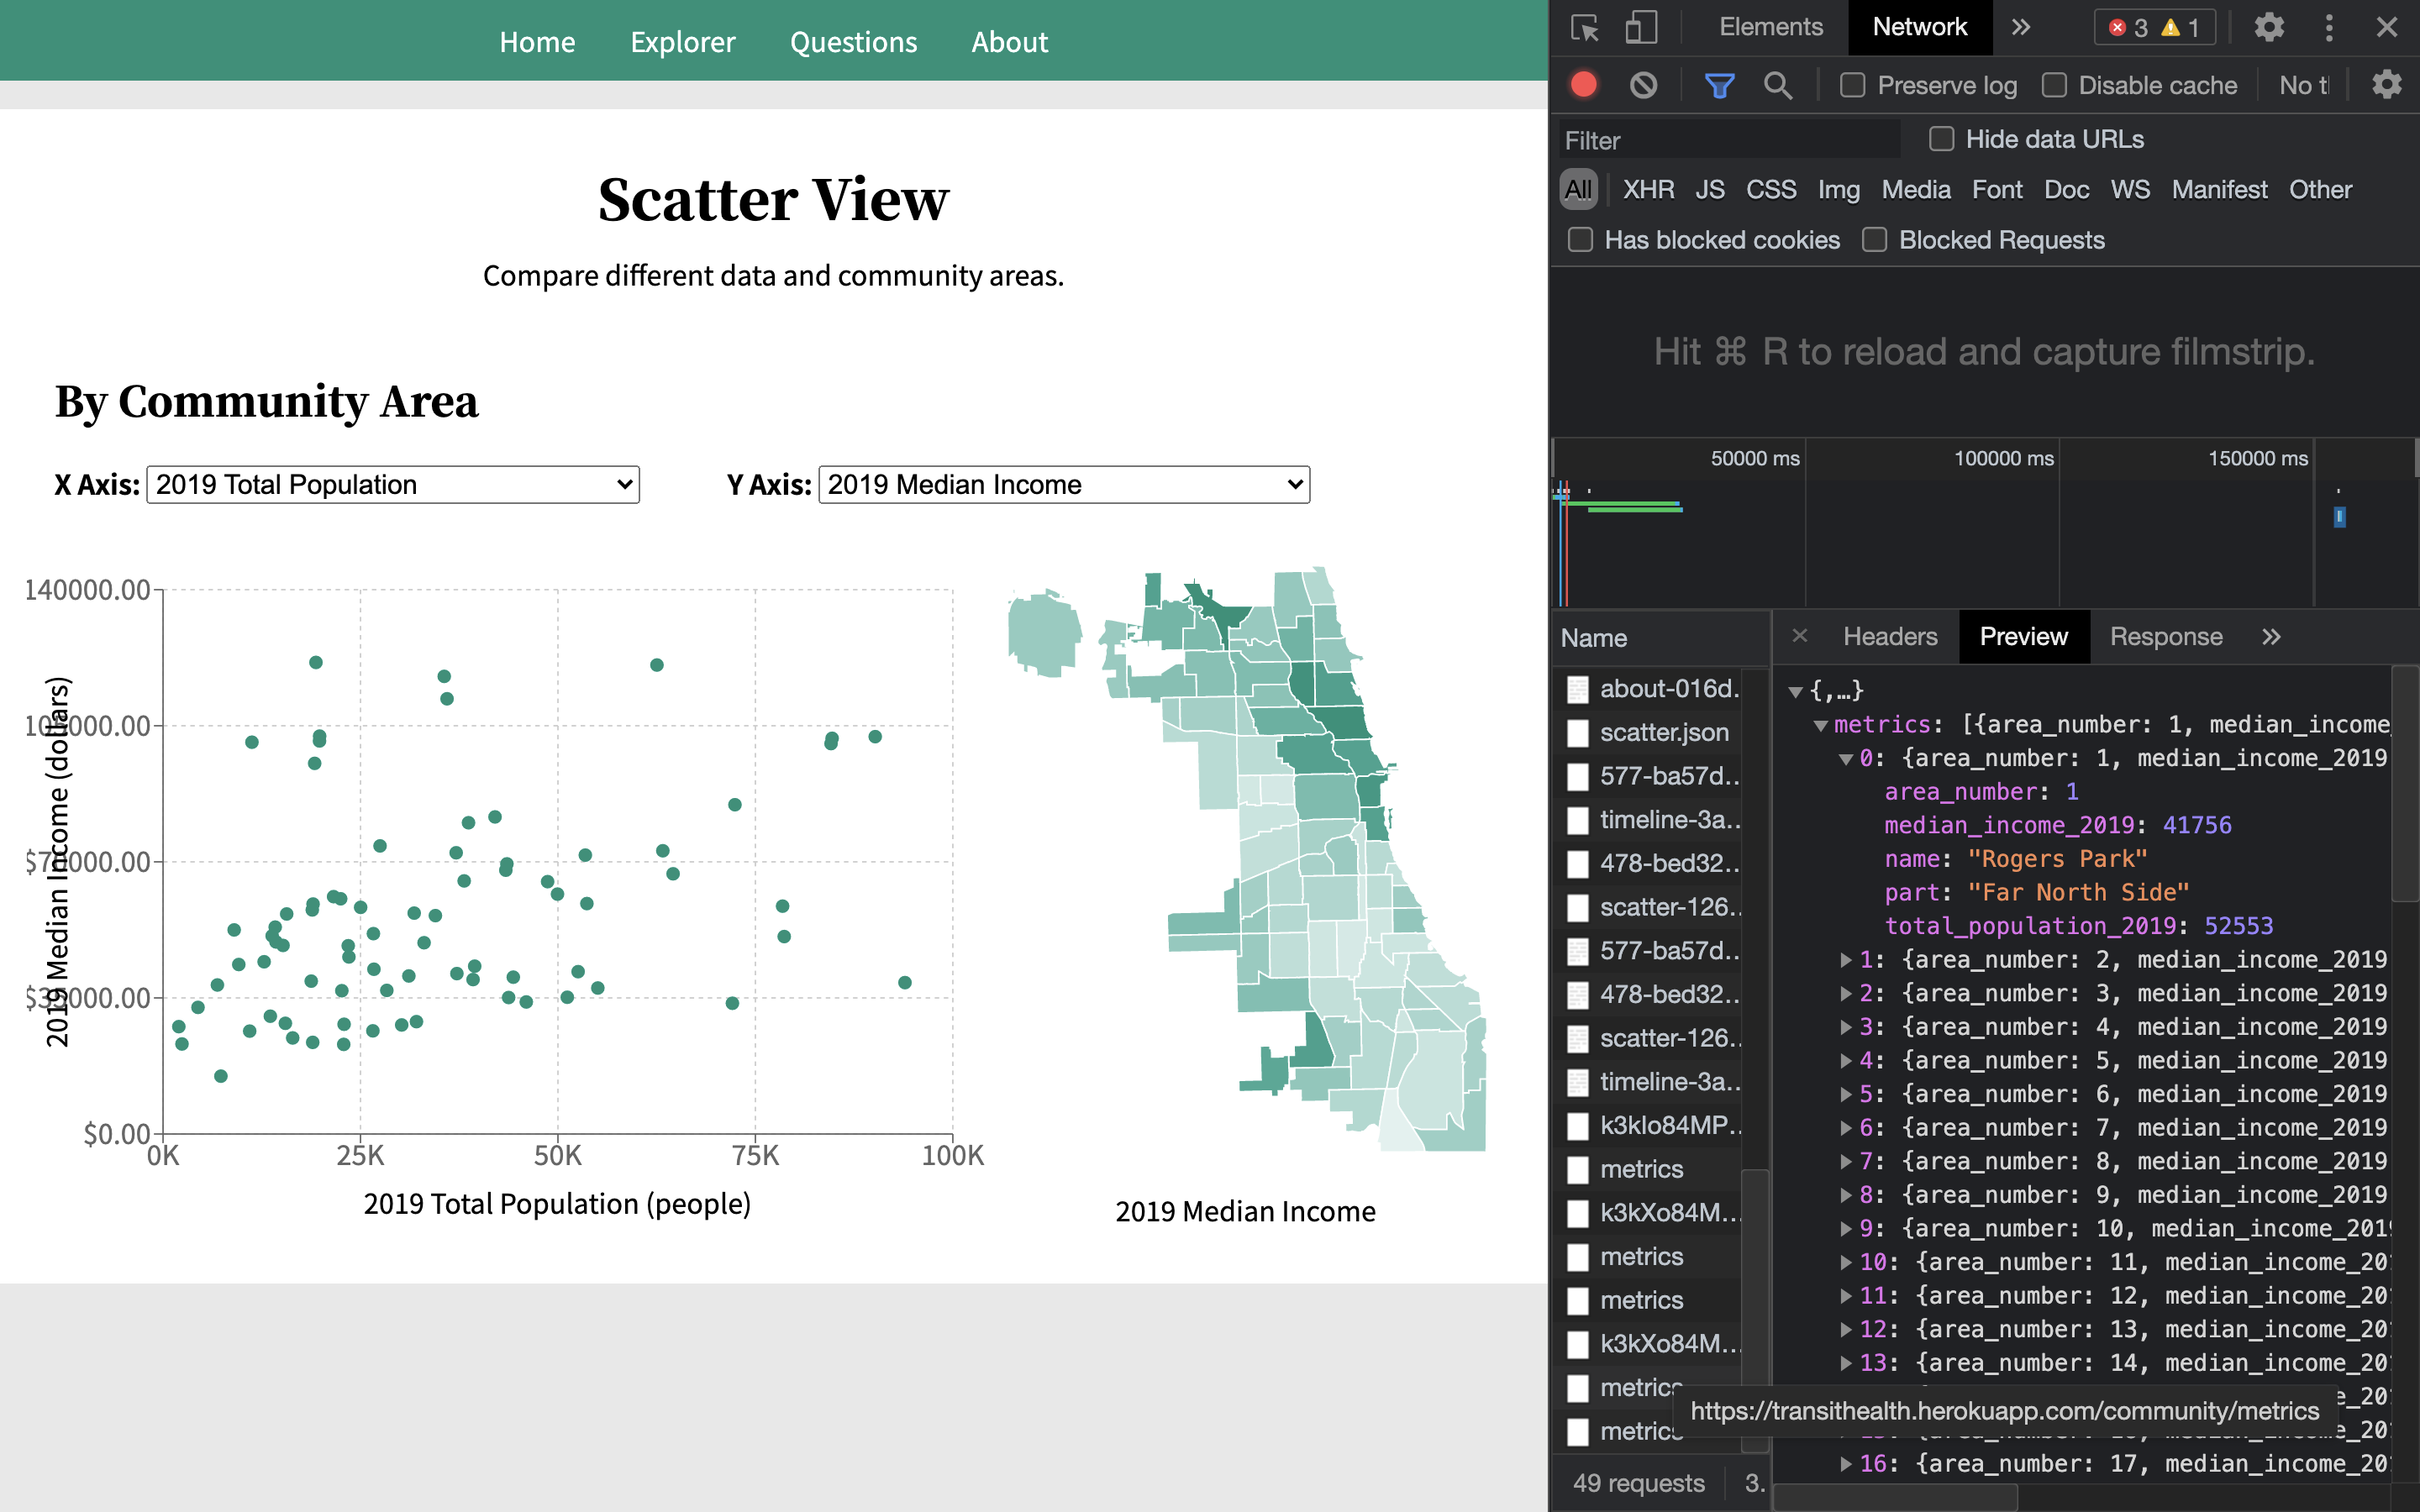 Home Explorer Questions About
Scatter View
Compare different data and community areas.
By Community Area
X Axis: 2019 Total Population
Y Axis: 2019 Median Income
140000.00
$0.00
0K 25K 50K 75K 100K
2019 Median Income (dollars)
2019 Total Population (people)
2019 Median Income
Elements Network 3 1
Preserve log Disable cache No t
Filter Hide data URLs
All XHR JS CSS Img Media Font Doc WS Manifest Other
Has blocked cookies Blocked Requests
Hit ⌘ R to reload and capture filmstrip.
50000 ms 100000 ms 150000 ms
Name
about-016d.
scatter.json
577-ba57d..
timeline-3a..
478-bed32..
scatter-126..
577-ba57d..
478-bed32..
scatter-126..
timeline-3a..
k3kIo84MP..
metrics
k3kXo84M...
metrics
metrics
k3kXo84M...
metrics
metrics
49 requests 3.
Headers Preview Response
{,…}
metrics: [{area_number: 1, median_income_
0: {area_number: 1, median_income_2019
area_number: 1
median_income_2019: 41756
name: "Rogers Park"
part: "Far North Side"
total_population_2019: 52553
1: {area_number: 2, median_income_2019
2: {area_number: 3, median_income_2019
3: {area_number: 4, median_income_2019
4: {area_number: 5, median_income_2019
5: {area_number: 6, median_income_2019
6: {area_number: 7, median_income_2019
7: {area_number: 8, median_income_2019
8: {area_number: 9, median_income_2019
9: {area_number: 10, median_income_2019
10: {area_number: 11, median_income_20
11: {area_number: 12, median_income_20
12: {area_number: 13, median_income_20
13: {area_number: 14, median_income_20
https://transithealth.herokuapp.com/community/metrics
16: {area_number: 17, median_income_20